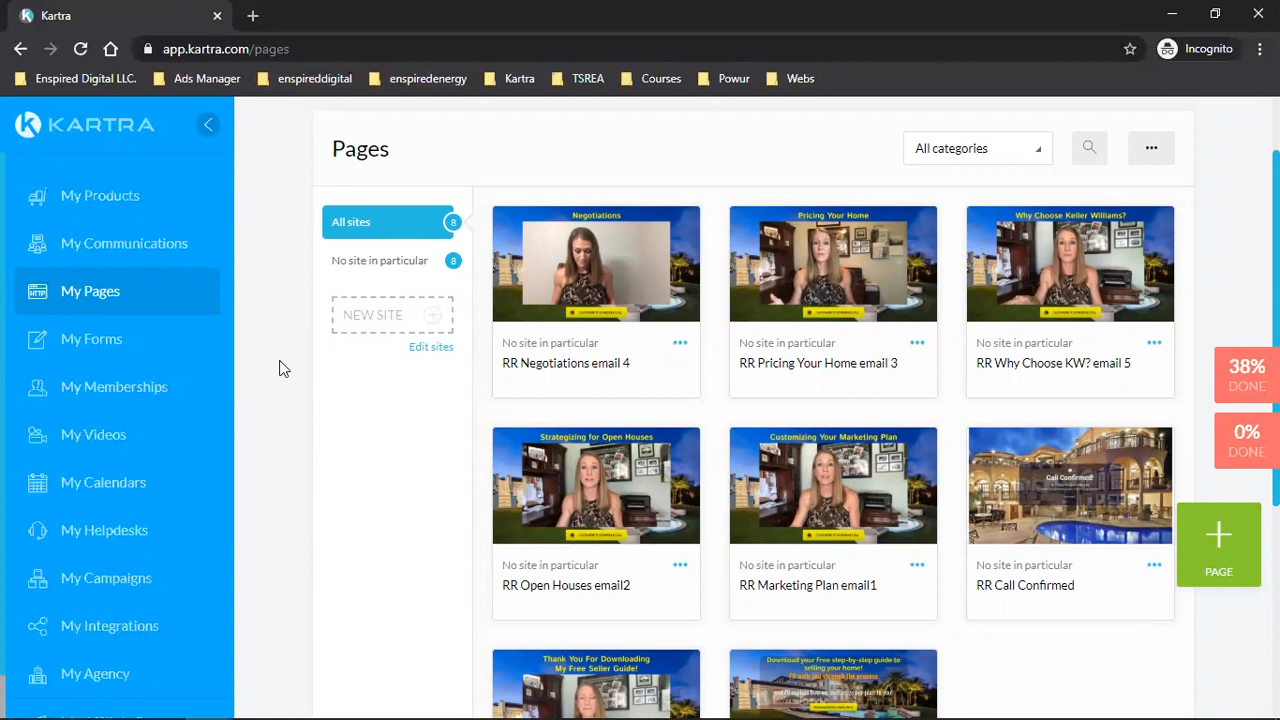 Kartra
app.kartra.com/pages
Incognito
Enspired Digital LLC.
Ads Manager
enspireddigital
enspiredenergy
Kartra
TSREA
Courses
Powur
Webs
KARTRA
My Products
My Communications
My Pages
My Forms
My Memberships
My Videos
My Calendars
My Helpdesks
My Campaigns
My Integrations
My Agency
Pages
All categories
All sites 8
No site in particular 8
NEW SITE
Edit sites
Negotiations
No site in particular
RR Negotiations email 4
Pricing Your Home
No site in particular
RR Pricing Your Home email 3
Why Choose Keller Williams?
No site in particular
RR Why Choose KW? email 5
Strategizing for Open Houses
No site in particular
RR Open Houses email2
Customizing Your Marketing Plan
No site in particular
RR Marketing Plan email1
Call Confirmed:
No site in particular
RR Call Confirmed
Thank You For Downloading
My Free Seller Guide!
Download your Free step-by-step guide to
selling your home!
I'll walk you through the process
38%
DONE
0%
DONE
PAGE